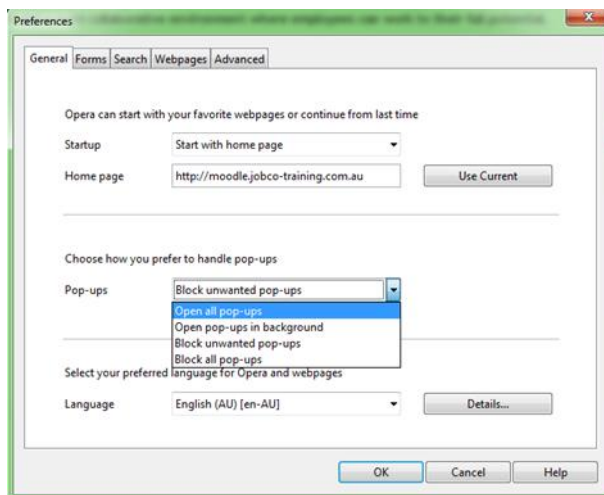 Preferences
General Forms Search Webpages Advanced
Opera can start with your favorite webpages or continue from last time
Startup Start with home page
Home page http://moodle.jobco-training.com.au Use Current
Choose how you prefer to handle pop-ups
Pop-ups Block unwanted pop-ups
Open all pop-ups
Open pop-ups in background
Block unwanted pop-ups
Block all pop-ups
Select your preferred language for Opera and webpages
Language English (AU) [en-AU] Details...
OK Cancel Help